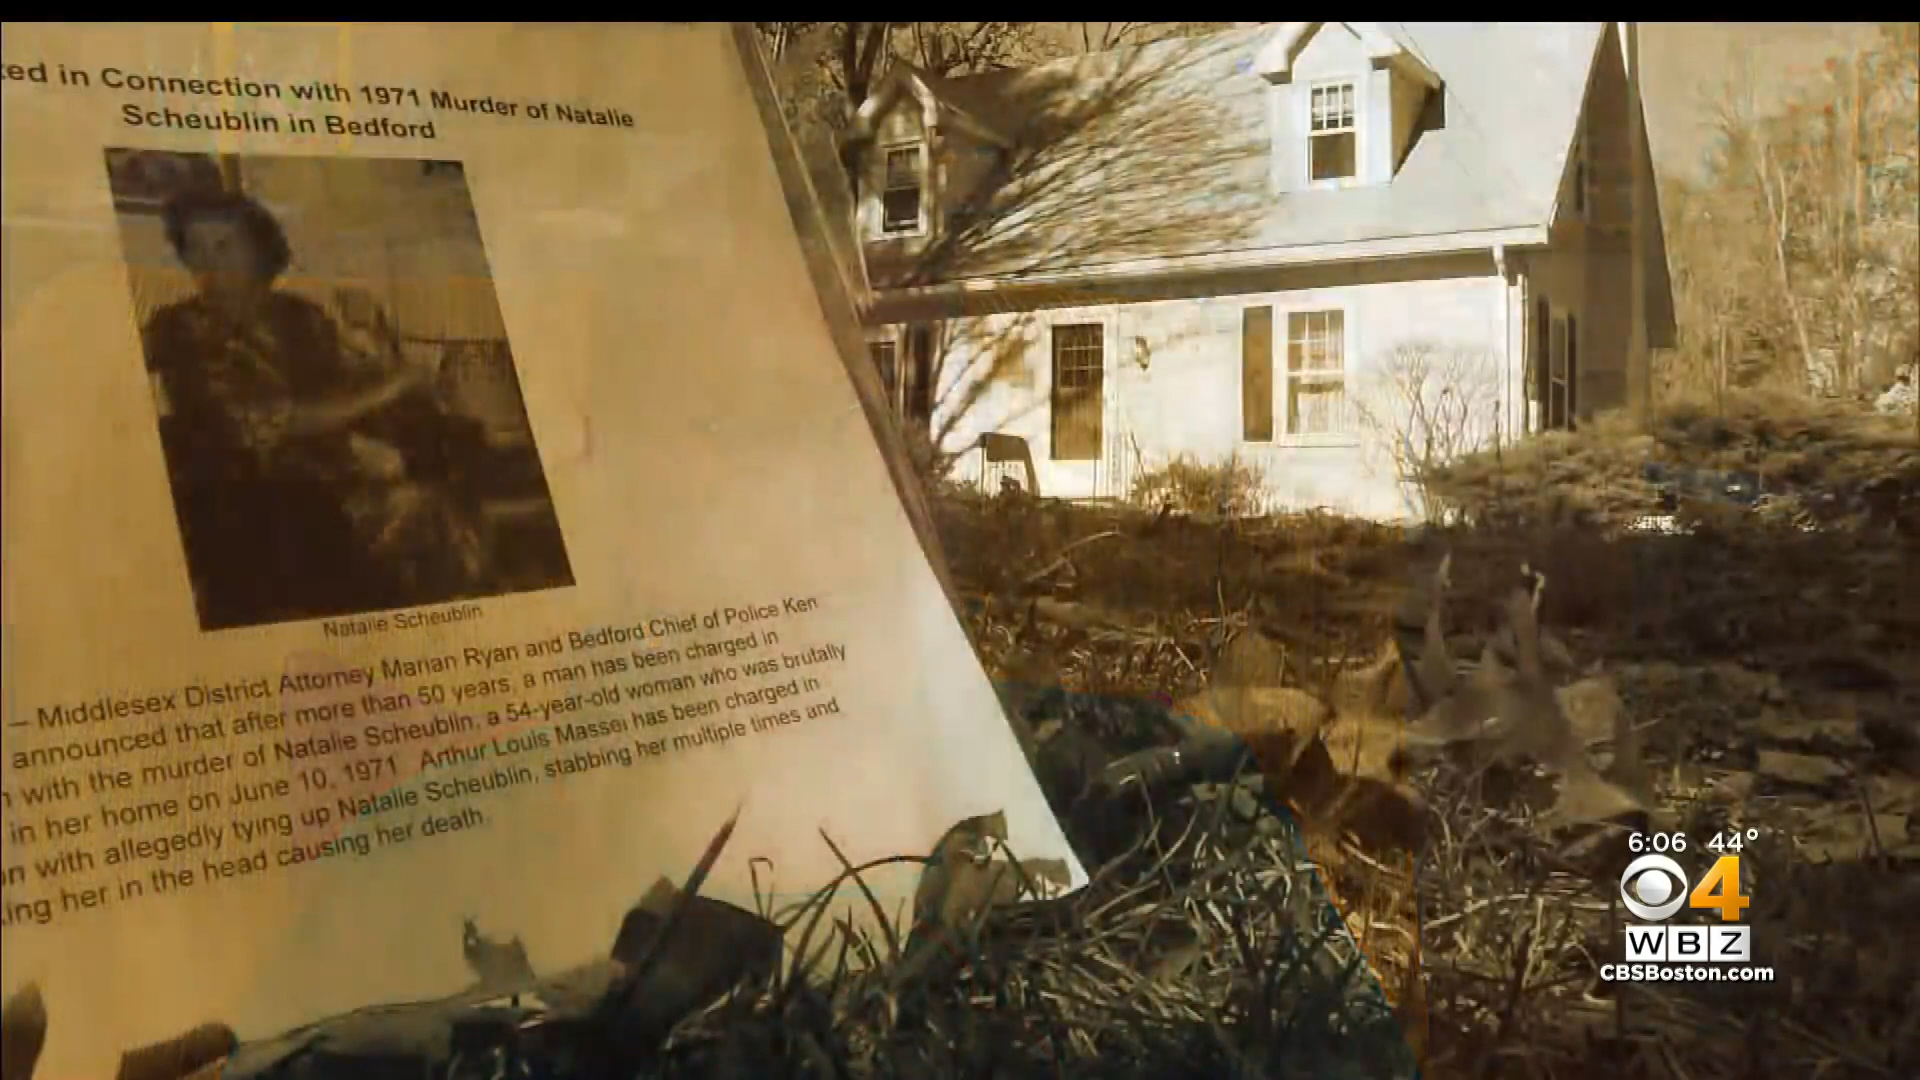 ed in Connection with 1971 Murder of Natalie
Scheublin in Bedford
Natalie Scheublin
— Middlesex District Attorney Marian Ryan and Bedford Chief of Police Ken
announced that after more than 50 years, a man has been charged in
n with the murder of Natalie Scheublin, a 54-year-old woman who was brutally
in her home on June 10, 1971. Arthur Louis Massei has been charged in
on with allegedly tying up Natalie Scheublin, stabbing her multiple times and
ing her in the head causing her death.
6:06 44°
4
WBZ
CBSBoston.com